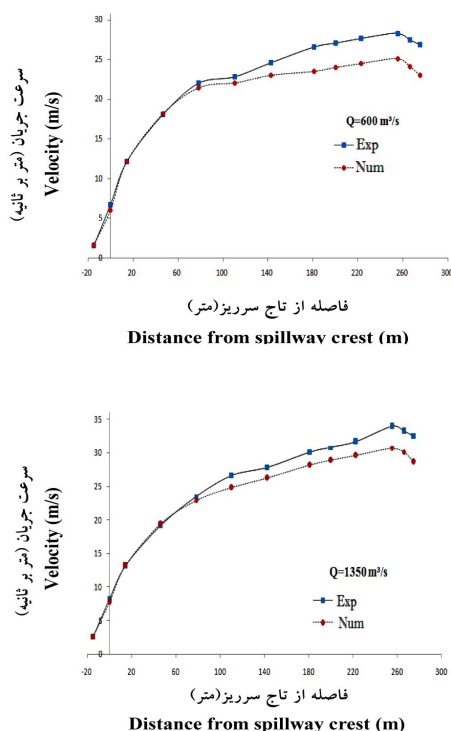 30
25
20
15
10
5
0
-20 20 60 100 140 180 220 260 300
Q=600 m³/s
Exp
Num
سرعت جریان (متر بر ثانیه)
Velocity (m/s)
فاصله از تاج سرریز(متر)
Distance from spillway crest (m)
35
30
25
20
15
10
5
0
-20 20 60 100 140 180 220 260 300
Q=1350 m³/s
Exp
Num
سرعت جریان (متر بر ثانیه)
Velocity (m/s)
فاصله از تاج سرریز(متر)
Distance from spillway crest (m)